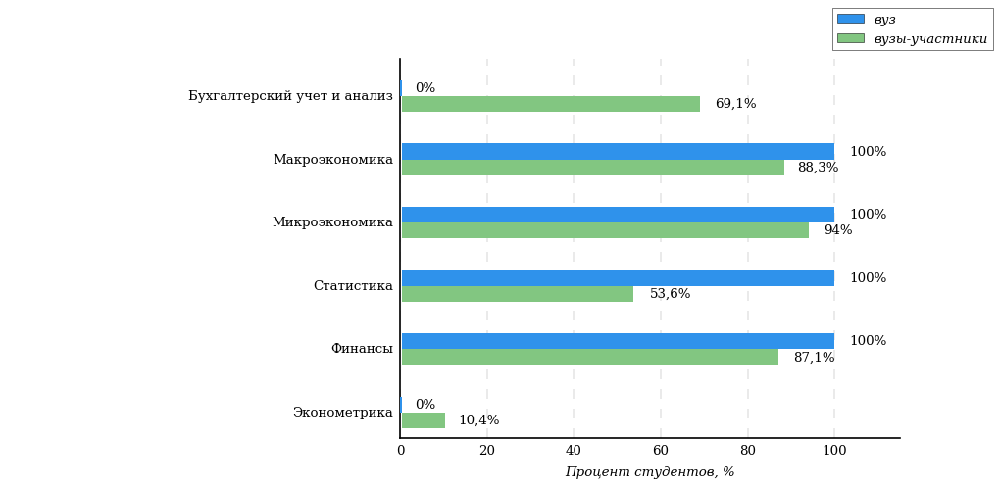 вуз
вузы-участники
Бухгалтерский учет и анализ
0%
69,1%
Макроэкономика
100%
88,3%
Микроэкономика
100%
94%
Статистика
100%
53,6%
Финансы
100%
87,1%
Эконометрика
0%
10,4%
0 20 40 60 80 100
Процент студентов, %